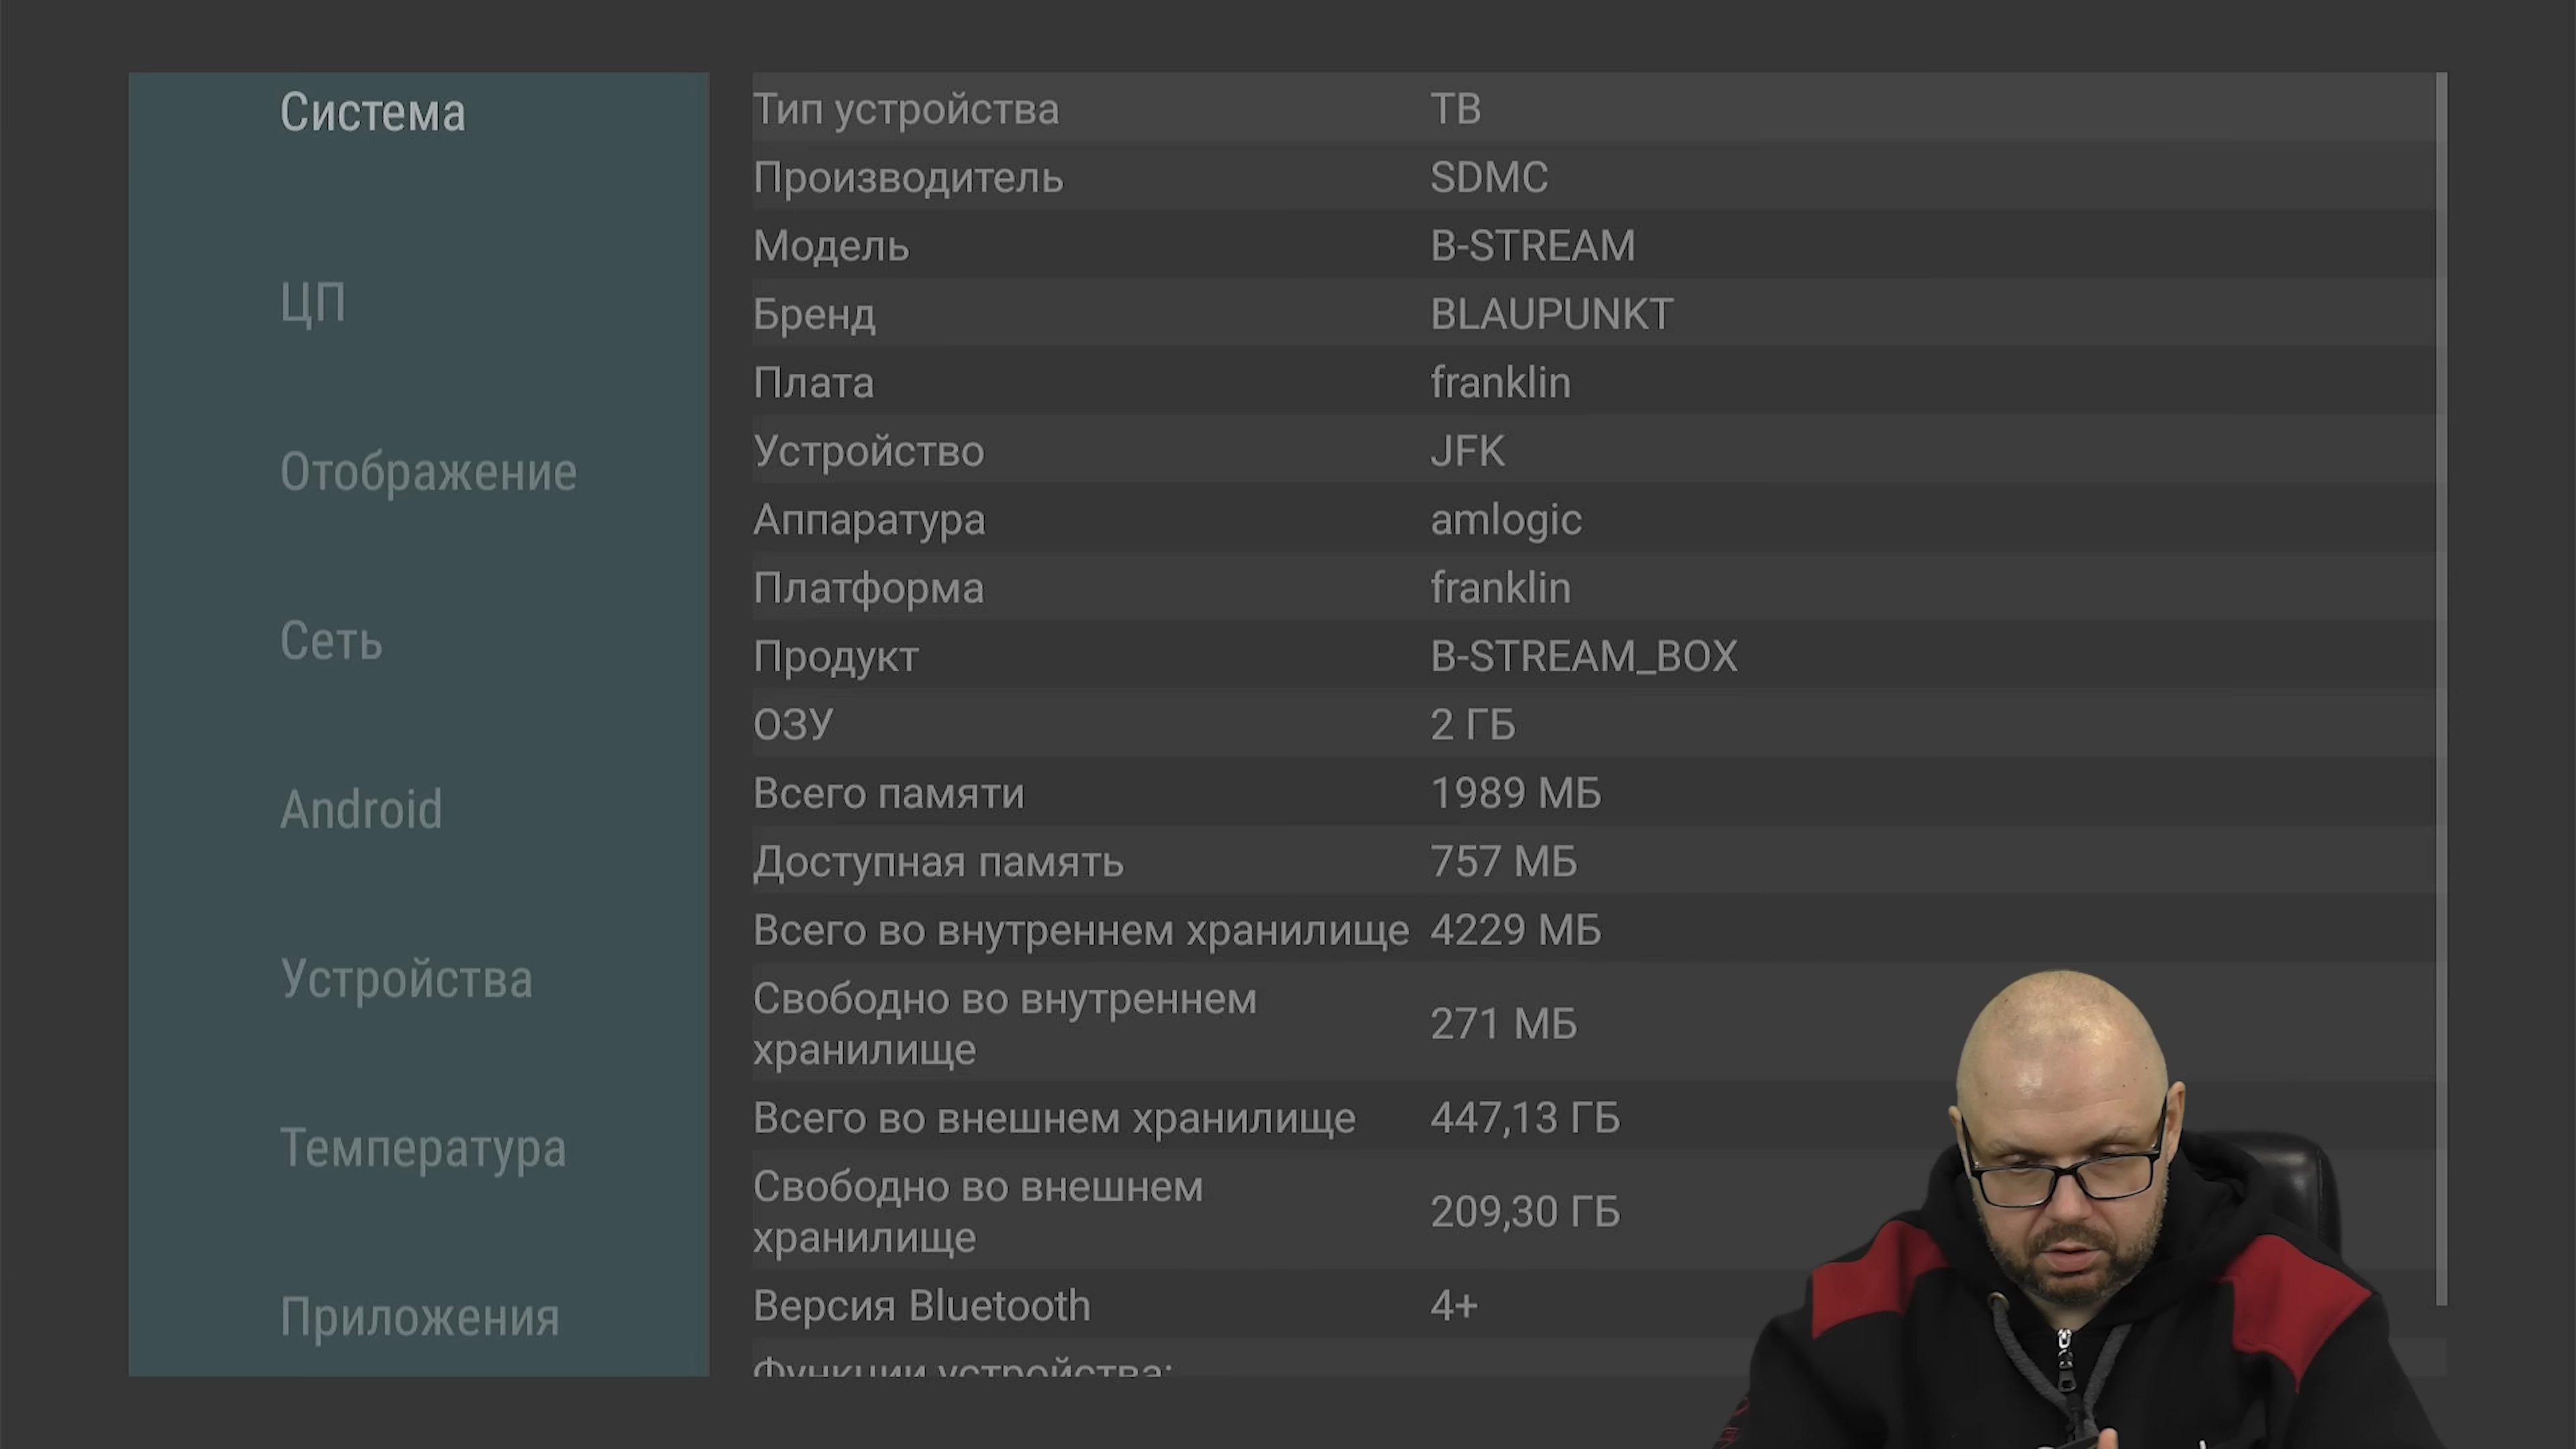 Система
ЦП
Отображение
Сеть
Android
Устройства
Температура
Приложения
Тип устройства ТВ
Производитель SDMC
Модель B-STREAM
Бренд BLAUPUNKT
Плата franklin
Устройство JFK
Аппаратура amlogic
Платформа franklin
Продукт B-STREAM_BOX
ОЗУ 2 ГБ
Всего памяти 1989 МБ
Доступная память 757 МБ
Всего во внутреннем хранилище 4229 МБ
Свободно во внутреннем
хранилище 271 МБ
Всего во внешнем хранилище 447,13 ГБ
Свободно во внешнем
хранилище 209,30 ГБ
Версия Bluetooth 4+
Функции устройства: